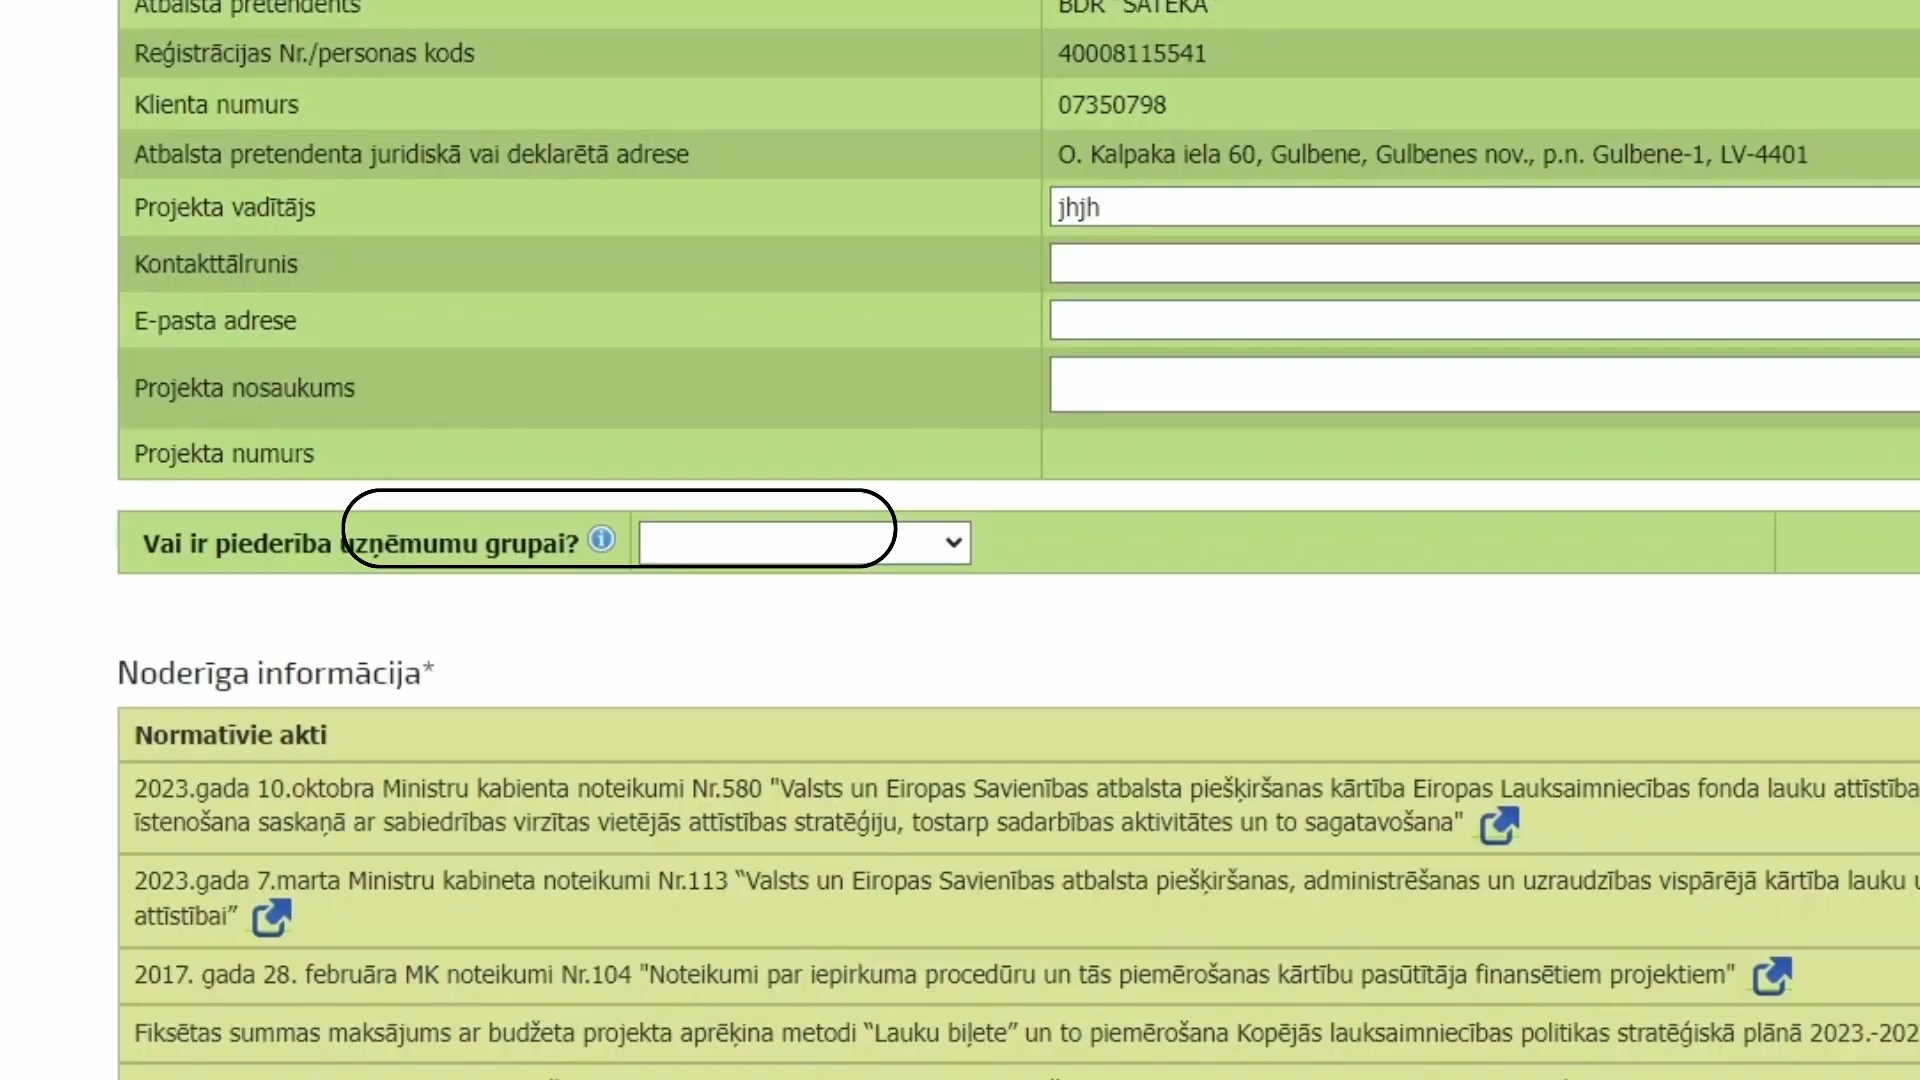 Atbalsta pretendents BDR "SATEKA"
Reģistrācijas Nr./personas kods 40008115541
Klienta numurs 07350798
Atbalsta pretendenta juridiskā vai deklarētā adrese O. Kalpaka iela 60, Gulbene, Gulbenes nov., p.n. Gulbene-1, LV-4401
Projekta vadītājs jhjh
Kontakttālrunis
E-pasta adrese
Projekta nosaukums
Projekta numurs
Vai ir piederība uzņēmumu grupai?
Noderīga informācija*
Normatīvie akti
2023.gada 10.oktobra Ministru kabienta noteikumi Nr.580 "Valsts un Eiropas Savienības atbalsta piešķiršanas kārtība Eiropas Lauksaimniecības fonda lauku attīstība
īstenošana saskaņā ar sabiedrības virzītas vietējās attīstības stratēģiju, tostarp sadarbības aktivitātes un to sagatavošana"
2023.gada 7.marta Ministru kabineta noteikumi Nr.113 “Valsts un Eiropas Savienības atbalsta piešķiršanas, administrēšanas un uzraudzības vispārējā kārtība lauku u
attīstībai”
2017. gada 28. februāra MK noteikumi Nr.104 "Noteikumi par iepirkuma procedūru un tās piemērošanas kārtību pasūtītāja finansētiem projektiem"
Fiksētas summas maksājums ar budžeta projekta aprēķina metodi “Lauku biļete” un to piemērošana Kopējās lauksaimniecības politikas stratēģiskā plānā 2023.-202